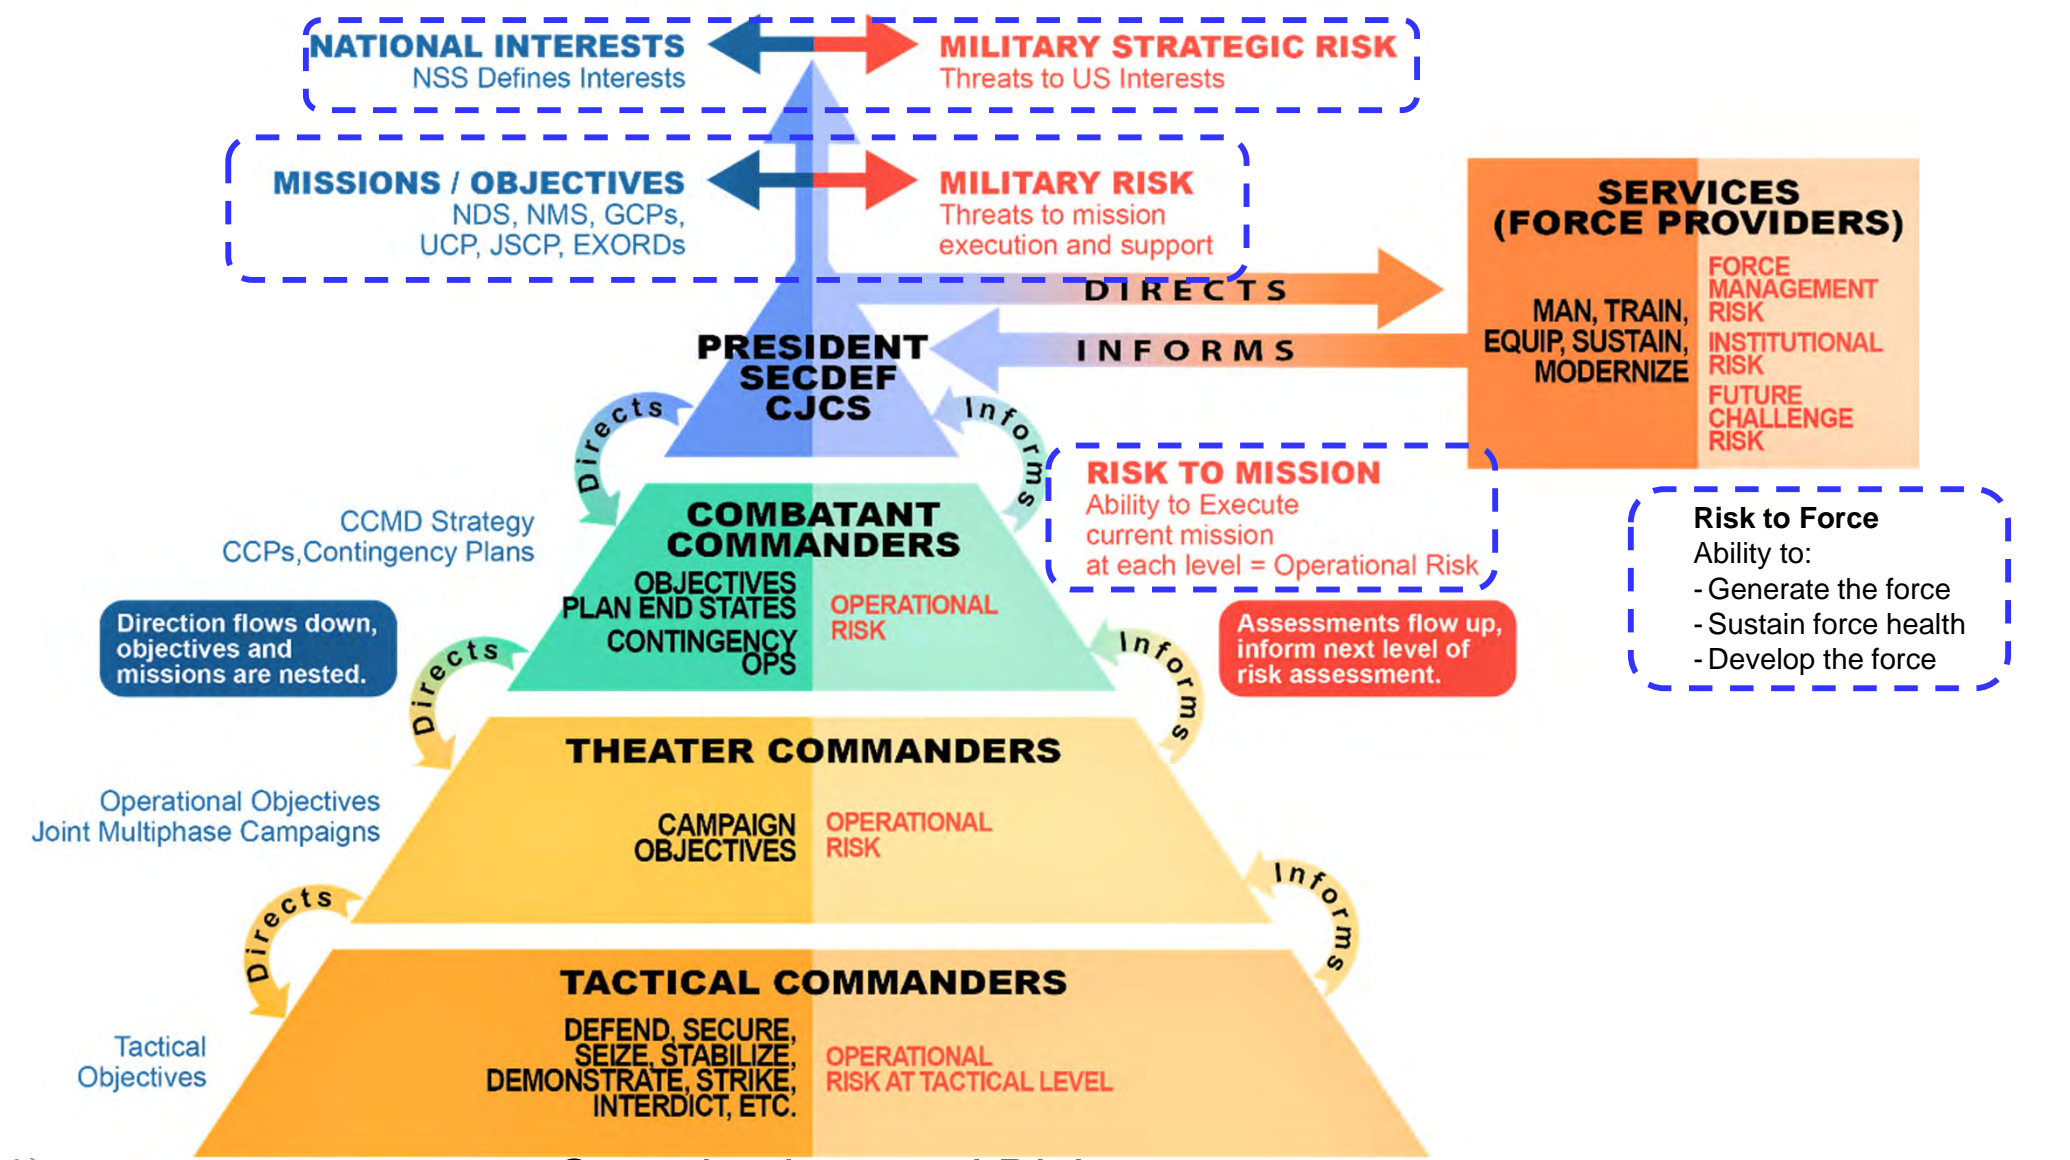 NATIONAL INTERESTS
NSS Defines Interests
MILITARY STRATEGIC RISK
Threats to US Interests
MISSIONS / OBJECTIVES
NDS, NMS, GCPs,
UCP, JSCP, EXORDs
MILITARY RISK
Threats to mission
execution and support
SERVICES
(FORCE PROVIDERS)
MAN, TRAIN,
EQUIP, SUSTAIN,
MODERNIZE
FORCE
MANAGEMENT
RISK
INSTITUTIONAL
RISK
FUTURE
CHALLENGE
RISK
DIRECTS
INFORMS
PRESIDENT
SECDEF
CJCS
Directs
Informs
RISK TO MISSION
Ability to Execute
current mission
at each level = Operational Risk
Risk to Force
Ability to:
- Generate the force
- Sustain force health
- Develop the force
CCMD Strategy
CCPs,Contingency Plans
COMBATANT
COMMANDERS
OBJECTIVES
PLAN END STATES
CONTINGENCY
OPS
OPERATIONAL
RISK
Direction flows down,
objectives and
missions are nested.
Directs
Informs
Assessments flow up,
inform next level of
risk assessment.
THEATER COMMANDERS
Operational Objectives
Joint Multiphase Campaigns
CAMPAIGN
OBJECTIVES
OPERATIONAL
RISK
Directs
Informs
TACTICAL COMMANDERS
Tactical
Objectives
DEFEND, SECURE,
SEIZE, STABILIZE,
DEMONSTRATE, STRIKE,
INTERDICT, ETC.
OPERATIONAL
RISK AT TACTICAL LEVEL